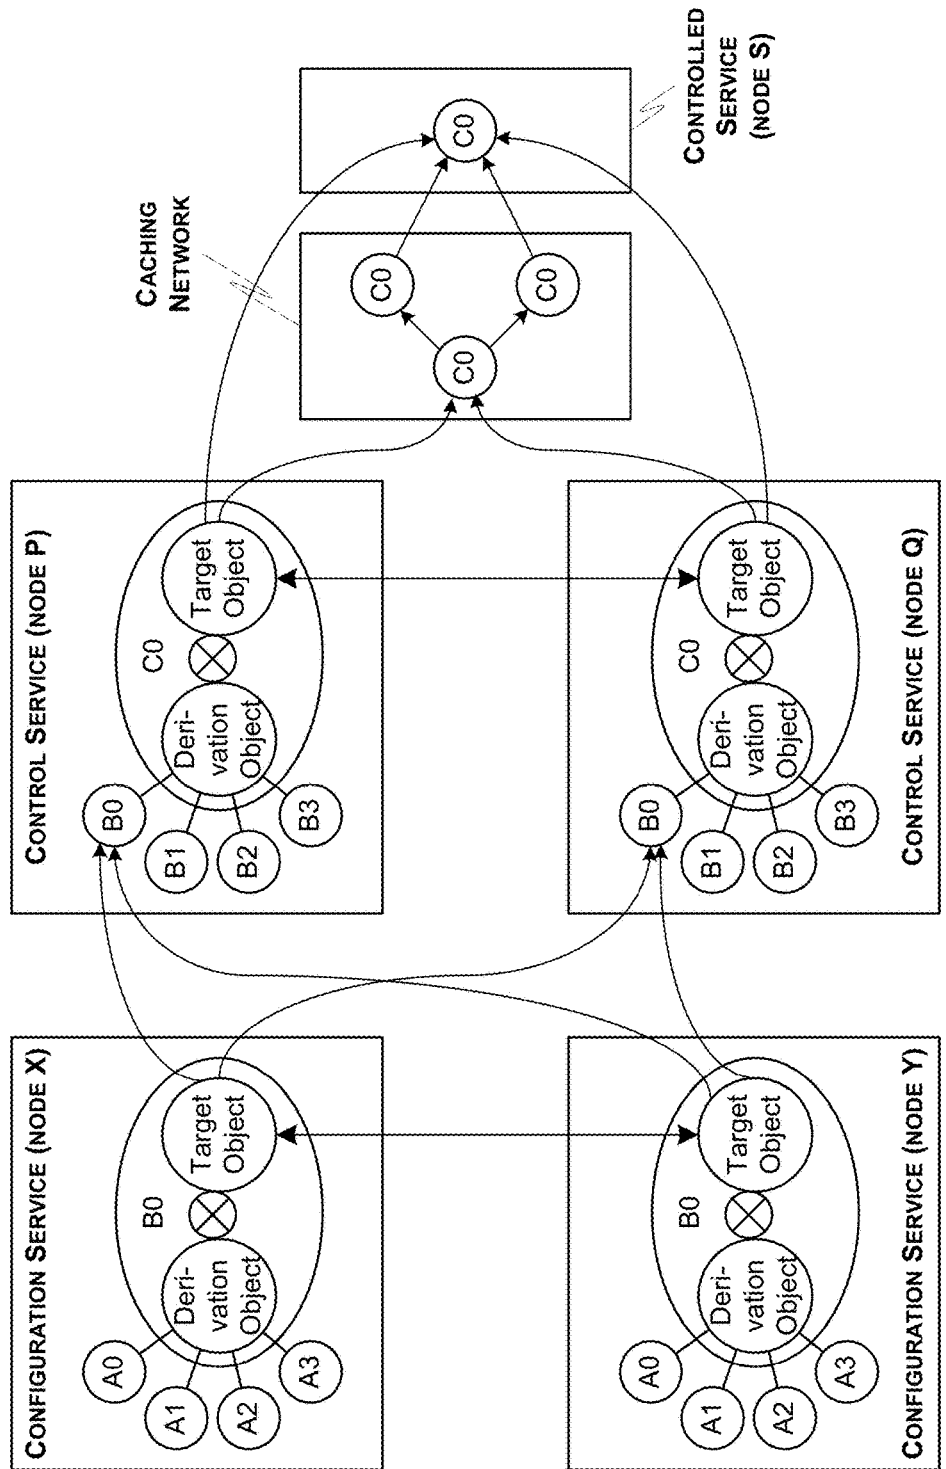 CONFIGURATION SERVICE (NODE X)
A0
A1
A2
A3
Deri-
vation
Object
B0
Target
Object
CONTROL SERVICE (NODE P)
B0
B1
B2
B3
Deri-
vation
Object
C0
Target
Object
CACHING
NETWORK
C0
C0
C0
C0
CONTROLLED
SERVICE
(NODE S)
A0
A1
A2
A3
Deri-
vation
Object
B0
Target
Object
CONFIGURATION SERVICE (NODE Y)
B0
B1
B2
B3
Deri-
vation
Object
C0
Target
Object
CONTROL SERVICE (NODE Q)